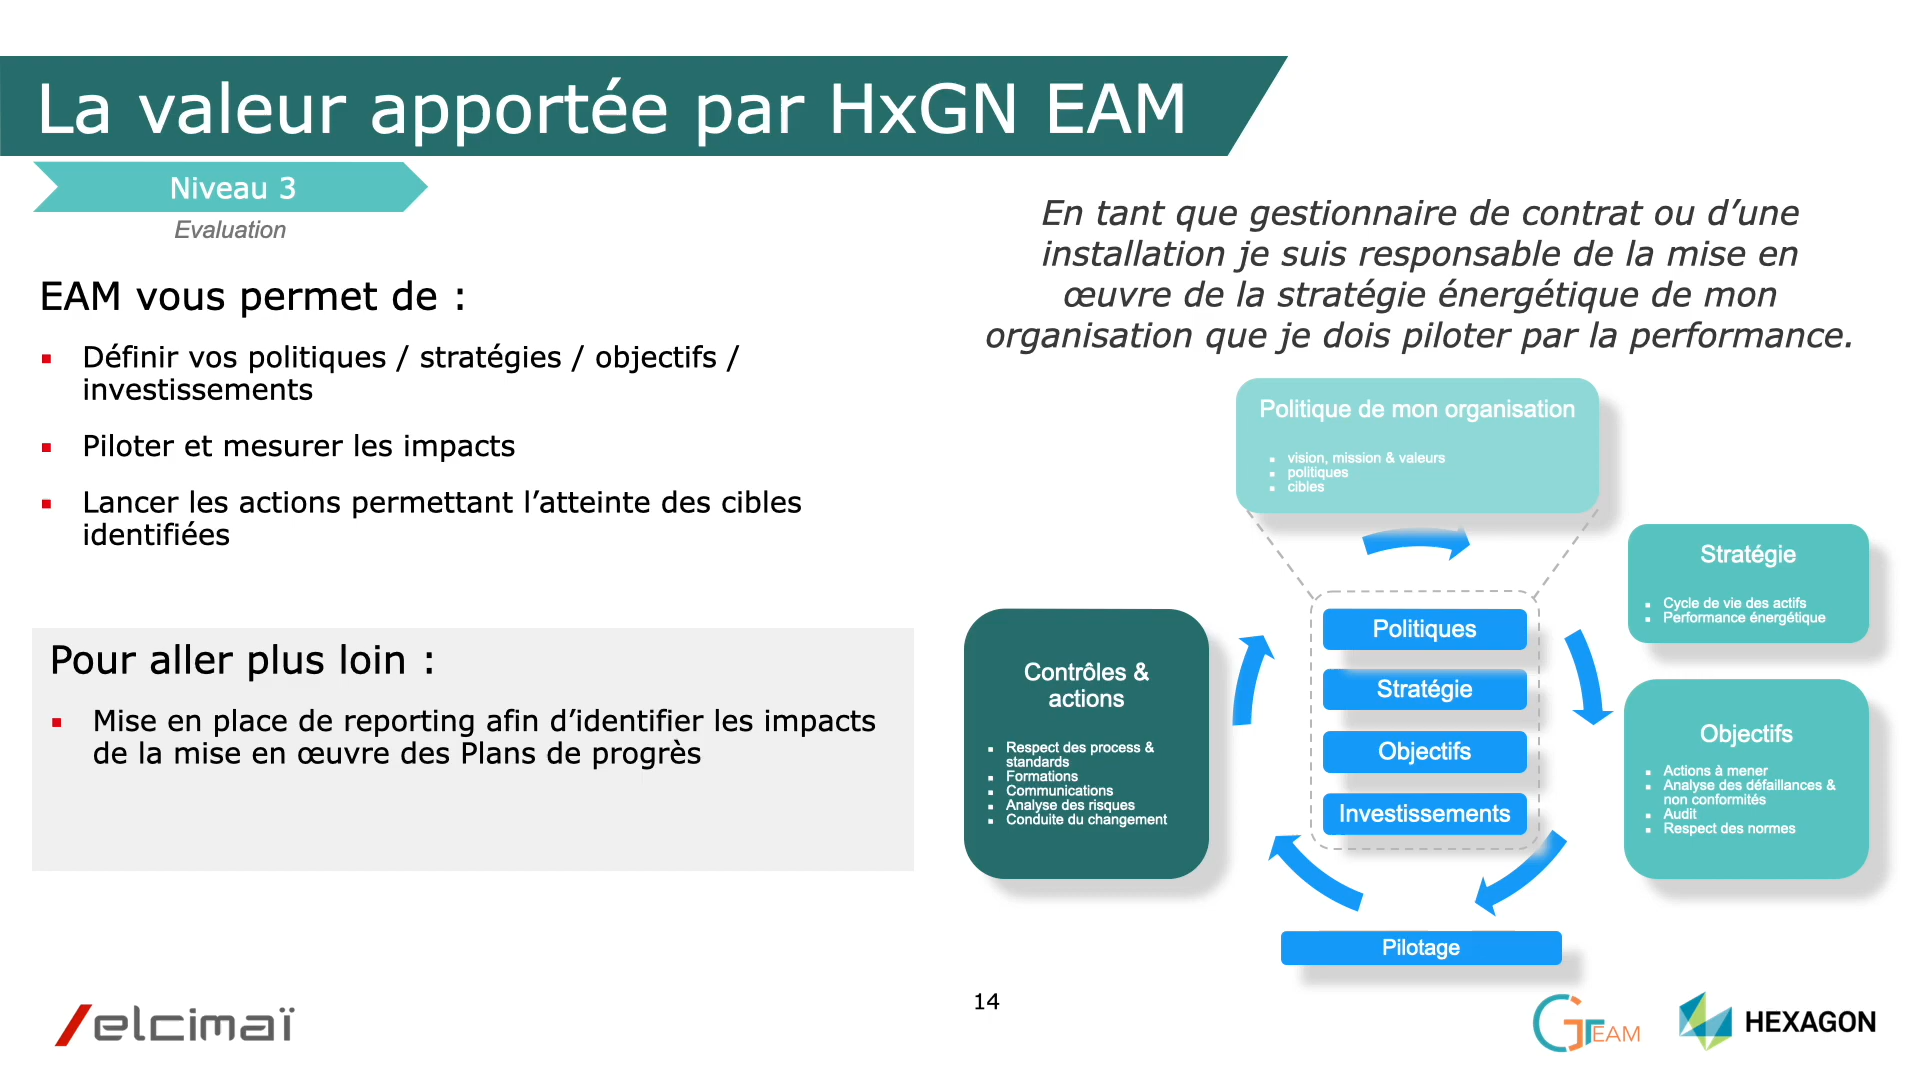 La valeur apportée par HxGN EAM
Niveau 3
Evaluation
EAM vous permet de :
Définir vos politiques / stratégies / objectifs /
investissements
Piloter et mesurer les impacts
Lancer les actions permettant l’atteinte des cibles
identifiées
Pour aller plus loin :
Mise en place de reporting afin d’identifier les impacts
de la mise en œuvre des Plans de progrès
En tant que gestionnaire de contrat ou d’une
installation je suis responsable de la mise en
œuvre de la stratégie énergétique de mon
organisation que je dois piloter par la performance.
Politique de mon organisation
vision, mission & valeurs
politiques
cibles
Stratégie
Cycle de vie des actifs
Performance énergétique
Objectifs
Actions à mener
Analyse des défaillances &
non conformités
Audit
Respect des normes
Contrôles &
actions
Respect des process &
standards
Formations
Communications
Analyse des risques
Conduite du changement
Politiques
Stratégie
Objectifs
Investissements
Pilotage
elcimaï
14
GJTEAM
HEXAGON